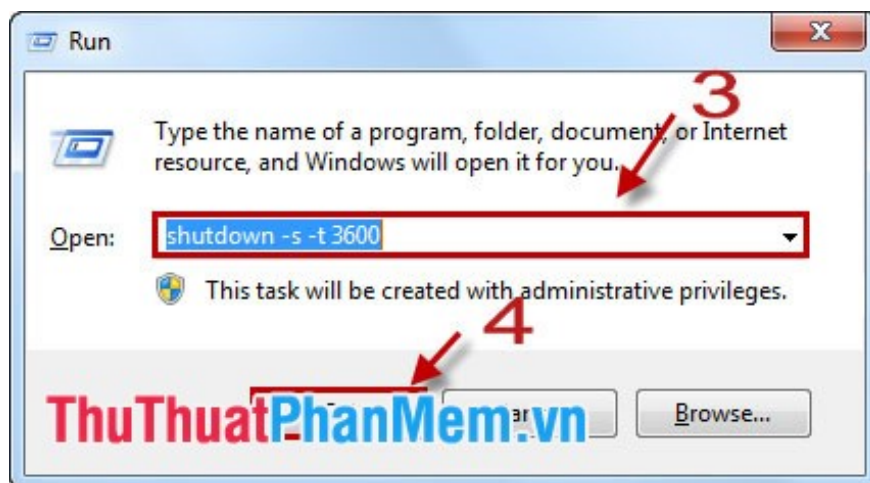 Run
3
Type the name of a program, folder, document, or Internet
resource, and Windows will open it for you.
Open: shutdown -s -t 3600
This task will be created with administrative privileges.
4
ThuThuatPhanMem.vn
Browse...